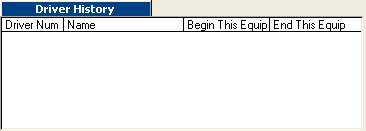 Driver History
Driver Num Name Begin This Equip End This Equip